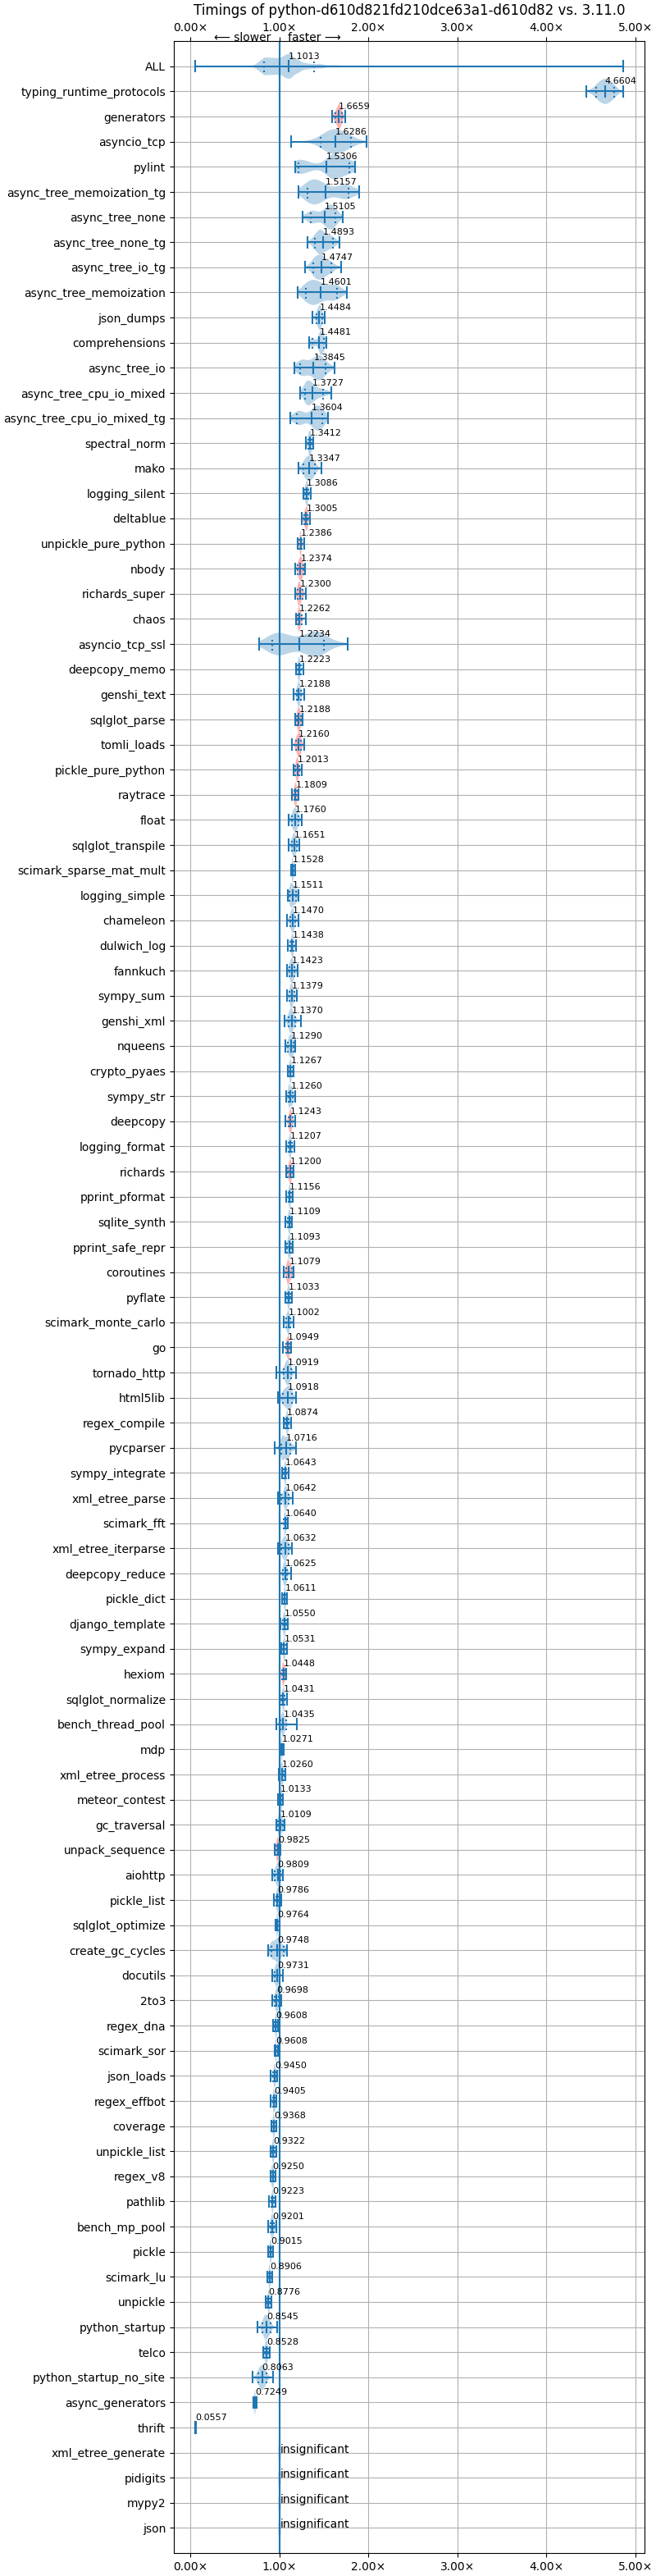 Timings of python-d610d821fd210dce63a1-d610d82 vs. 3.11.0
0.00× 1.00× 2.00× 3.00× 4.00× 5.00×
⟵ slower faster ⟶
ALL 1.1013
typing_runtime_protocols 4.6604
generators 1.6659
asyncio_tcp 1.6286
pylint 1.5306
async_tree_memoization_tg 1.5157
async_tree_none 1.5105
async_tree_none_tg 1.4893
async_tree_io_tg 1.4747
async_tree_memoization 1.4601
json_dumps 1.4484
comprehensions 1.4481
async_tree_io 1.3845
async_tree_cpu_io_mixed 1.3727
async_tree_cpu_io_mixed_tg 1.3604
spectral_norm 1.3412
mako 1.3347
logging_silent 1.3086
deltablue 1.3005
unpickle_pure_python 1.2386
nbody 1.2374
richards_super 1.2300
chaos 1.2262
asyncio_tcp_ssl 1.2234
deepcopy_memo 1.2223
genshi_text 1.2188
sqlglot_parse 1.2188
tomli_loads 1.2160
pickle_pure_python 1.2013
raytrace 1.1809
float 1.1760
sqlglot_transpile 1.1651
scimark_sparse_mat_mult 1.1528
logging_simple 1.1511
chameleon 1.1470
dulwich_log 1.1438
fannkuch 1.1423
sympy_sum 1.1379
genshi_xml 1.1370
nqueens 1.1290
crypto_pyaes 1.1267
sympy_str 1.1260
deepcopy 1.1243
logging_format 1.1207
richards 1.1200
pprint_pformat 1.1156
sqlite_synth 1.1109
pprint_safe_repr 1.1093
coroutines 1.1079
pyflate 1.1033
scimark_monte_carlo 1.1002
go 1.0949
tornado_http 1.0919
html5lib 1.0918
regex_compile 1.0874
pycparser 1.0716
sympy_integrate 1.0643
xml_etree_parse 1.0642
scimark_fft 1.0640
xml_etree_iterparse 1.0632
deepcopy_reduce 1.0625
pickle_dict 1.0611
django_template 1.0550
sympy_expand 1.0531
hexiom 1.0448
sqlglot_normalize 1.0431
bench_thread_pool 1.0435
mdp 1.0271
xml_etree_process 1.0260
meteor_contest 1.0133
gc_traversal 1.0109
unpack_sequence 0.9825
aiohttp 0.9809
pickle_list 0.9786
sqlglot_optimize 0.9764
create_gc_cycles 0.9748
docutils 0.9731
2to3 0.9698
regex_dna 0.9608
scimark_sor 0.9608
json_loads 0.9450
regex_effbot 0.9405
coverage 0.9368
unpickle_list 0.9322
regex_v8 0.9250
pathlib 0.9223
bench_mp_pool 0.9201
pickle 0.9015
scimark_lu 0.8906
unpickle 0.8776
python_startup 0.8545
telco 0.8528
python_startup_no_site 0.8063
async_generators 0.7249
thrift 0.0557
xml_etree_generate insignificant
pidigits insignificant
mypy2 insignificant
json insignificant
0.00× 1.00× 2.00× 3.00× 4.00× 5.00×